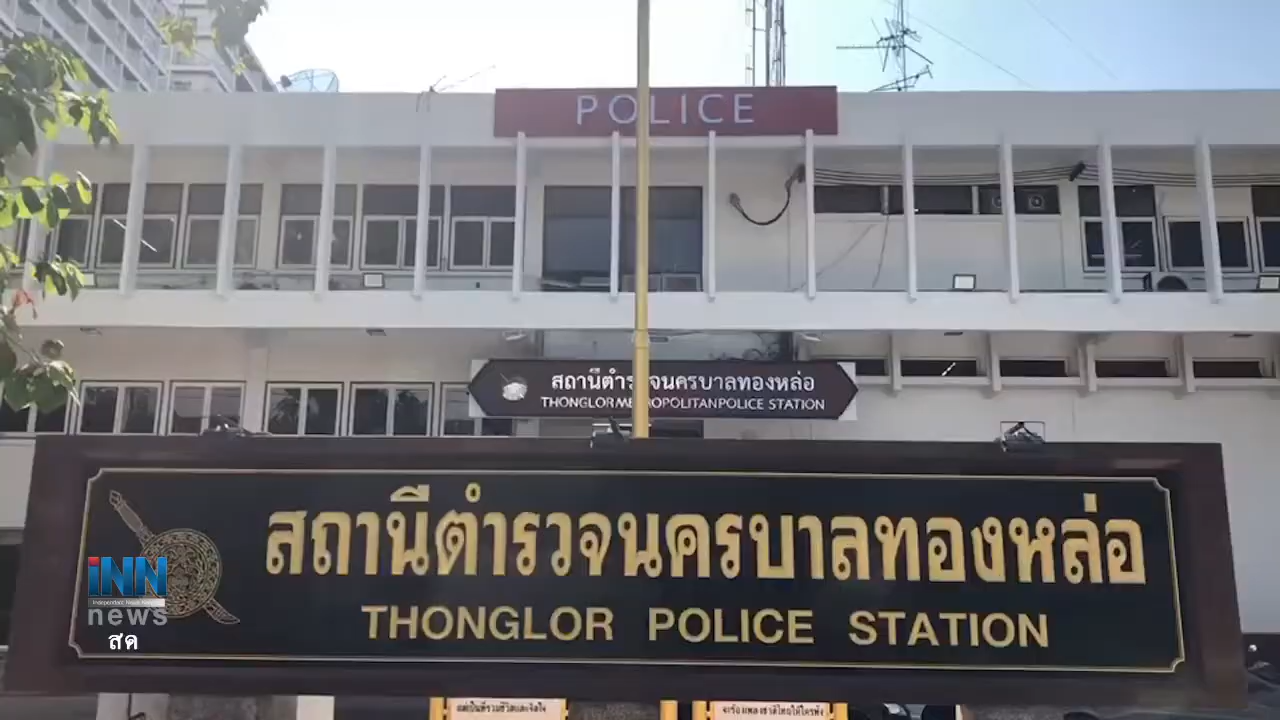 POLICE
สถานีตำรวจนครบาลทองหล่อ
THONGLOR METROPOLITAN POLICE STATION
สถานีตำรวจนครบาลทองหล่อ
THONGLOR POLICE STATION
iNN
news
สด